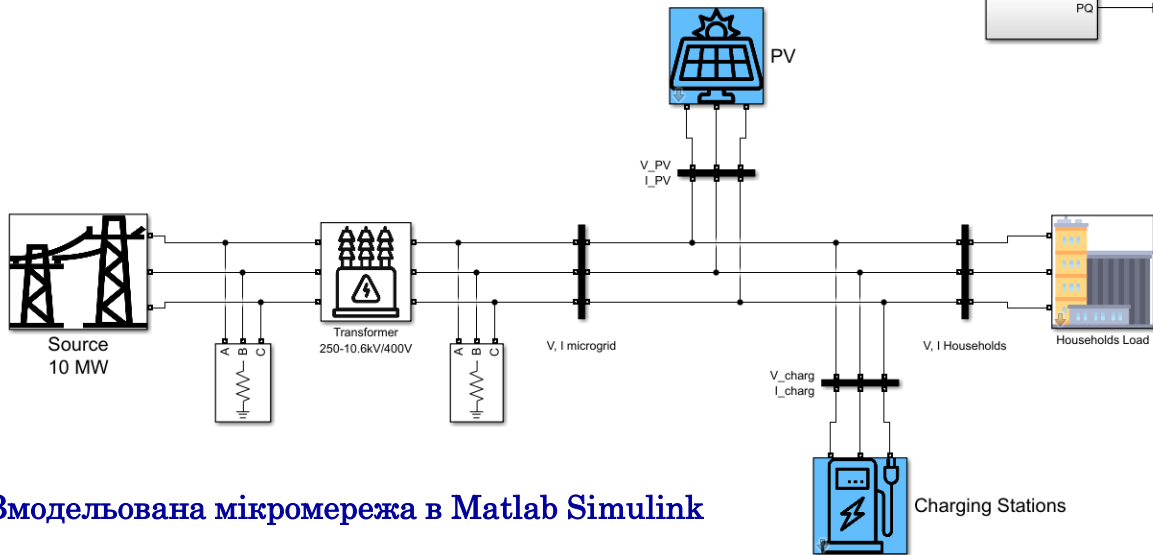 PQ
PV
V_PV
I_PV
Source
10 MW
A B C
Transformer
250-10.6kV/400V
A B C
V, I microgrid
V, I Households
Households Load
V_charg
I_charg
Charging Stations
Змодельована мікромережа в Matlab Simulink